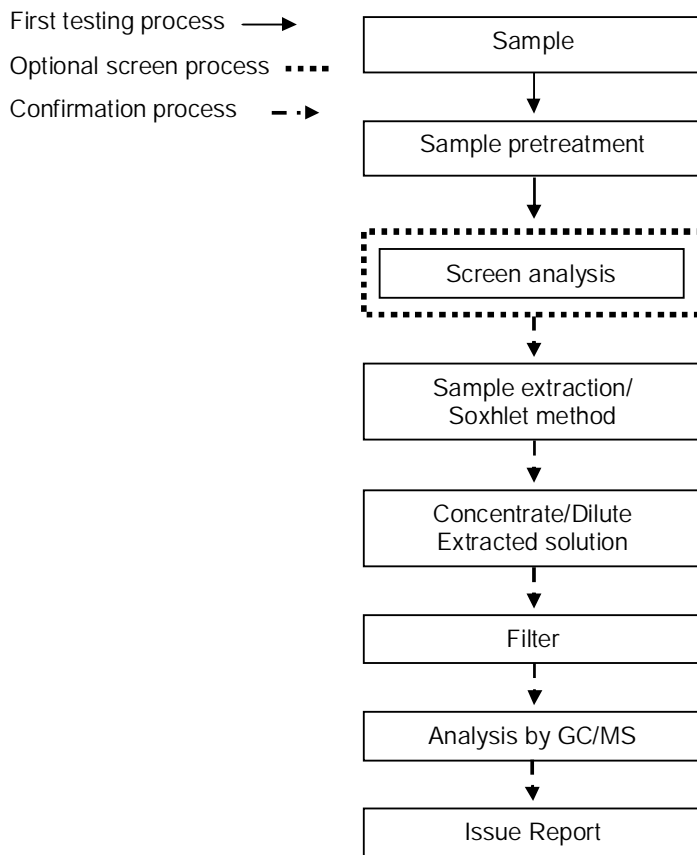 First testing process
Optional screen process
Confirmation process
Sample
Sample pretreatment
Screen analysis
Sample extraction/
Soxhlet method
Concentrate/Dilute
Extracted solution
Filter
Analysis by GC/MS
Issue Report